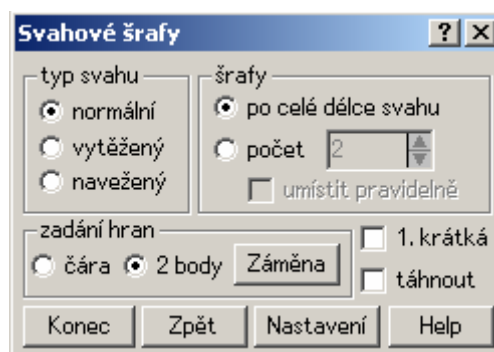 Svahové šrafy
typ svahu
normální
vytěžený
navežený
šrafy
po celé délce svahu
počet 2
umístit pravidelně
zadání hran
čára 2 body Záměna
1. krátká
táhnout
Konec Zpět Nastavení Help